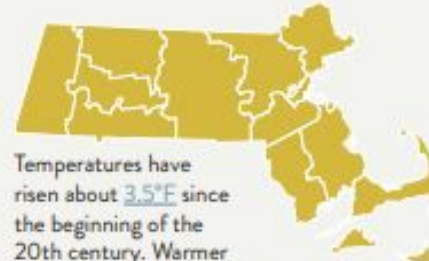 Temperatures have
risen about 3.5°F since
the beginning of the
20th century. Warmer